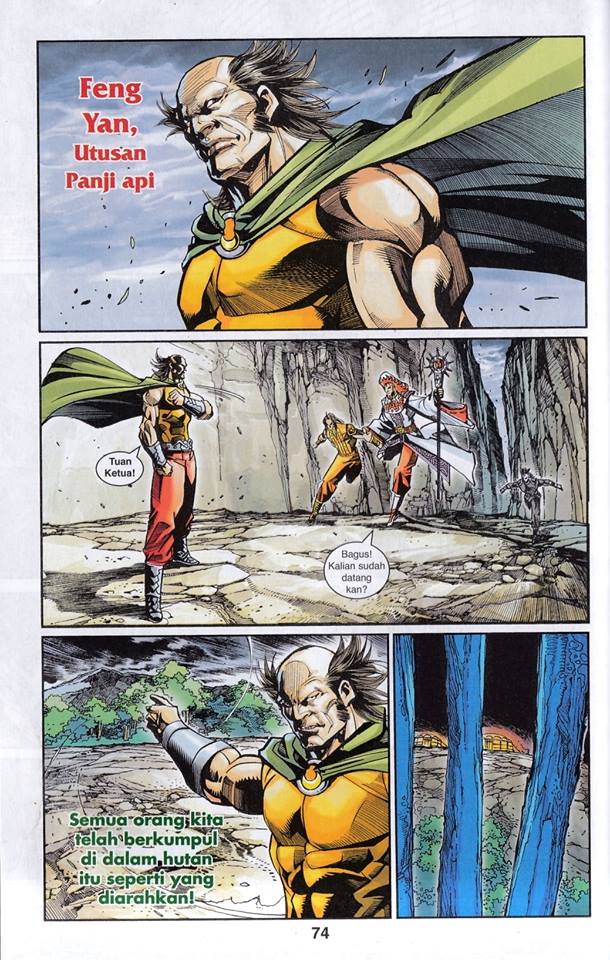 Feng
Yan,
Utusan
Panji api
Tuan
Ketua!
Bagus!
Kalian sudah
datang
kan?
Semua orang kita
telah berkumpul
di dalam hutan
itu seperti yang
diarahkan!
74